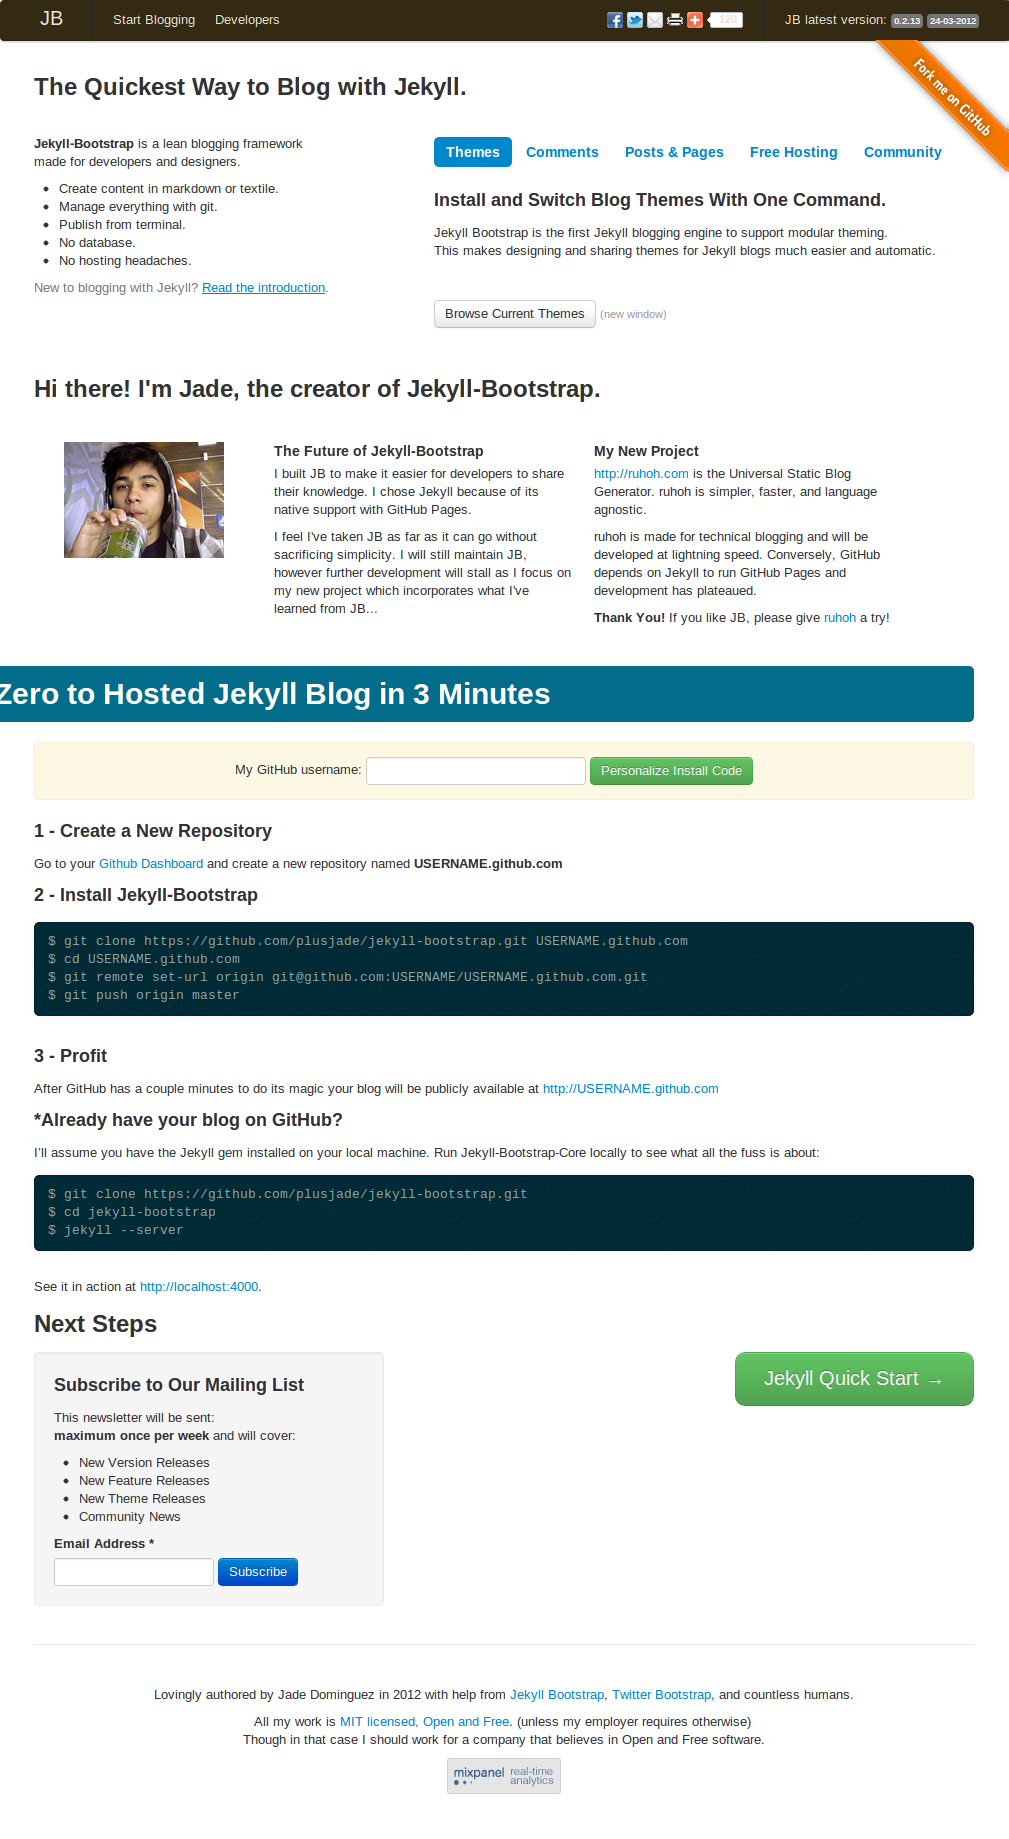 JB
Start Blogging
Developers
120
JB latest version: 0.2.13 24-03-2012
Fork me on GitHub
The Quickest Way to Blog with Jekyll.
Jekyll-Bootstrap is a lean blogging framework
made for developers and designers.
Create content in markdown or textile.
Manage everything with git.
Publish from terminal.
No database.
No hosting headaches.
New to blogging with Jekyll? Read the introduction.
Themes
Comments
Posts & Pages
Free Hosting
Community
Install and Switch Blog Themes With One Command.
Jekyll Bootstrap is the first Jekyll blogging engine to support modular theming.
This makes designing and sharing themes for Jekyll blogs much easier and automatic.
Browse Current Themes (new window)
Hi there! I'm Jade, the creator of Jekyll-Bootstrap.
The Future of Jekyll-Bootstrap
I built JB to make it easier for developers to share
their knowledge. I chose Jekyll because of its
native support with GitHub Pages.
I feel I've taken JB as far as it can go without
sacrificing simplicity. I will still maintain JB,
however further development will stall as I focus on
my new project which incorporates what I've
learned from JB...
My New Project
http://ruhoh.com is the Universal Static Blog
Generator. ruhoh is simpler, faster, and language
agnostic.
ruhoh is made for technical blogging and will be
developed at lightning speed. Conversely, GitHub
depends on Jekyll to run GitHub Pages and
development has plateaued.
Thank You! If you like JB, please give ruhoh a try!
Zero to Hosted Jekyll Blog in 3 Minutes
My GitHub username:
Personalize Install Code
1 - Create a New Repository
Go to your Github Dashboard and create a new repository named USERNAME.github.com
2 - Install Jekyll-Bootstrap
$ git clone https://github.com/plusjade/jekyll-bootstrap.git USERNAME.github.com
$ cd USERNAME.github.com
$ git remote set-url origin git@github.com:USERNAME/USERNAME.github.com.git
$ git push origin master
3 - Profit
After GitHub has a couple minutes to do its magic your blog will be publicly available at http://USERNAME.github.com
*Already have your blog on GitHub?
I’ll assume you have the Jekyll gem installed on your local machine. Run Jekyll-Bootstrap-Core locally to see what all the fuss is about:
$ git clone https://github.com/plusjade/jekyll-bootstrap.git
$ cd jekyll-bootstrap
$ jekyll --server
See it in action at http://localhost:4000.
Next Steps
Subscribe to Our Mailing List
This newsletter will be sent:
maximum once per week and will cover:
New Version Releases
New Feature Releases
New Theme Releases
Community News
Email Address *
Subscribe
Jekyll Quick Start →
Lovingly authored by Jade Dominguez in 2012 with help from Jekyll Bootstrap, Twitter Bootstrap, and countless humans.
All my work is MIT licensed, Open and Free. (unless my employer requires otherwise)
Though in that case I should work for a company that believes in Open and Free software.
mixpanel real-time
analytics